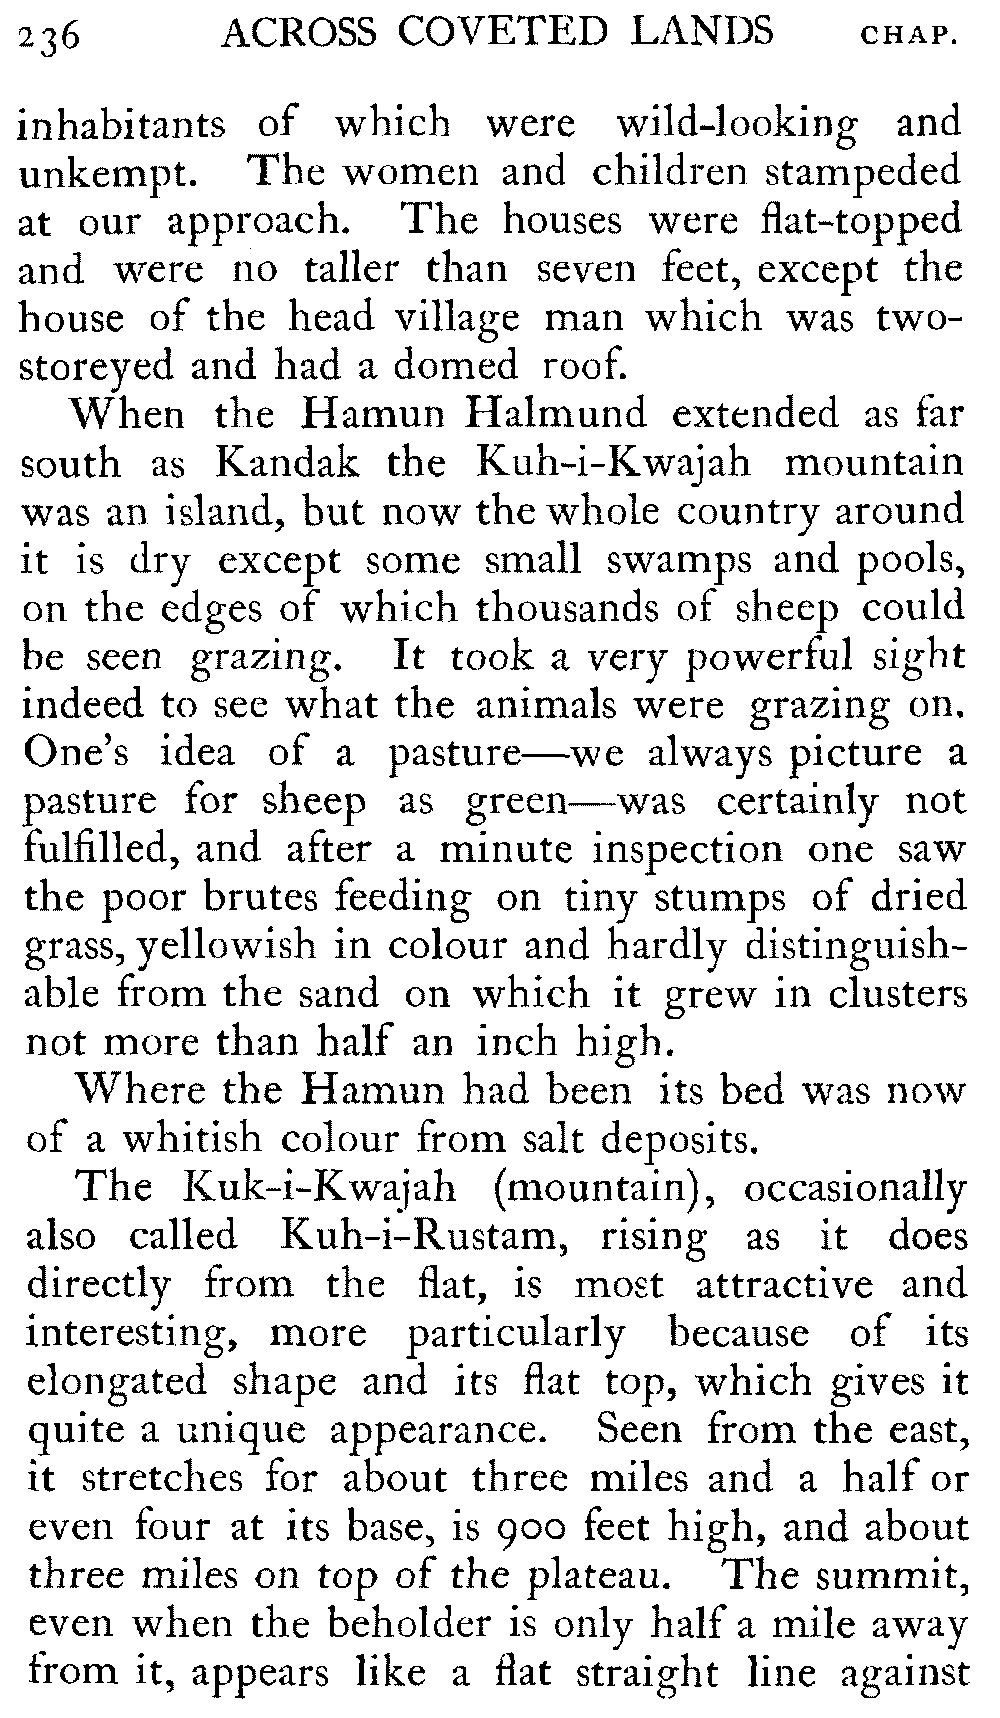 236 ACROSS COVETED LANDS CHAP.
inhabitants of which were wild-looking and
unkempt. The women and children stampeded
at our approach. The houses were flat-topped
and were no taller than seven feet, except the
house of the head village man which was two-
storeyed and had a domed roof.
When the Hamun Halmund extended as far
south as Kandak the Kuh-i-Kwajah mountain
was an island, but now the whole country around
it is dry except some small swamps and pools,
on the edges of which thousands of sheep could
be seen grazing. It took a very powerful sight
indeed to see what the animals were grazing on.
One's idea of a pasture—we always picture a
pasture for sheep as green—was certainly not
fulfilled, and after a minute inspection one saw
the poor brutes feeding on tiny stumps of dried
grass, yellowish in colour and hardly distinguish-
able from the sand on which it grew in clusters
not more than half an inch high.
Where the Hamun had been its bed was now
of a whitish colour from salt deposits.
The Kuk-i-Kwajah (mountain), occasionally
also called Kuh-i-Rustam, rising as it does
directly from the flat, is most attractive and
interesting, more particularly because of its
elongated shape and its flat top, which gives it
quite a unique appearance. Seen from the east,
it stretches for about three miles and a half or
even four at its base, is 900 feet high, and about
three miles on top of the plateau. The summit,
even when the beholder is only half a mile away
from it, appears like a flat straight line against